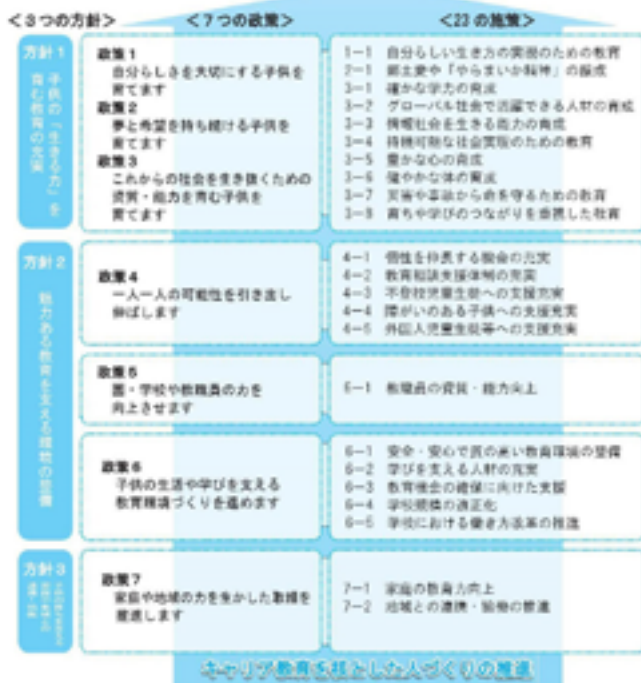 ＜３つの方針＞
＜７つの政策＞
＜23の施策＞
方針１
子供の「生きる力」を
育む教育の充実
政策１
自分らしさを大切にする子供を
育てます
政策２
夢と希望を持ち続ける子供を
育てます
政策３
これからの社会を生き抜くための
資質・能力を育む子供を
育てます
1－1 自分らしい生き方の実現のための教育
2－1 郷土愛や「やらまいか精神」の醸成
3－1 確かな学力の育成
3－2 グローバル社会で活躍できる人材の育成
3－3 情報社会を生きる能力の育成
3－4 持続可能な社会実現のための教育
3－5 豊かな心の育成
3－6 健やかな体の育成
3－7 災害や事故から命を守るための教育
3－8 育ちや学びのつながりを重視した教育
方針２
魅力ある教育を支える環境の整備
政策４
一人一人の可能性を引き出し
伸ばします
4－1 個性を伸長する機会の充実
4－2 教育相談支援体制の充実
4－3 不登校児童生徒への支援充実
4－4 障がいのある子供への支援充実
4－5 外国人児童生徒等への支援充実
政策５
園・学校や教職員の力を
向上させます
5－1 教職員の資質・能力向上
政策６
子供の生活や学びを支える
教育環境づくりを進めます
6－1 安全・安心で質の高い教育環境の整備
6－2 学びを支える人材の充実
6－3 教育機会の確保に向けた支援
6－4 学校規模の適正化
6－5 学校における働き方改革の推進
方針３
政策７
家庭や地域の力を生かした取組を
推進します
7－1 家庭の教育力向上
7－2 地域との連携・協働の推進
キャリア教育を核とした人づくりの推進